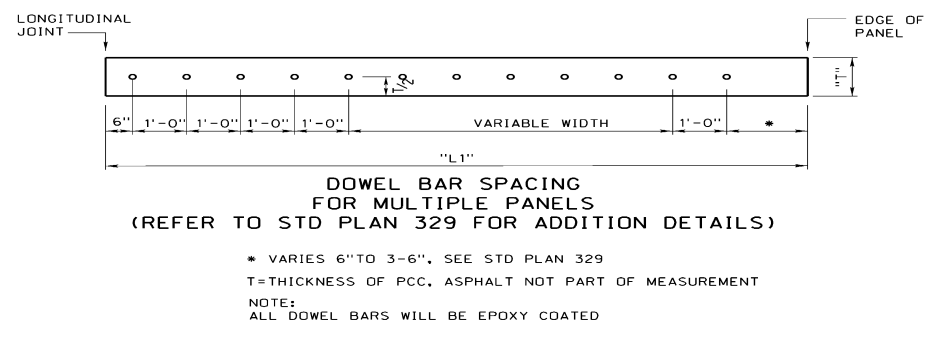 LONGITUDINAL
JOINT
EDGE OF
PANEL
T/2
"T"
6" 1'-0" 1'-0" 1'-0" 1'-0" VARIABLE WIDTH 1'-0" *
"L1"
DOWEL BAR SPACING
FOR MULTIPLE PANELS
(REFER TO STD PLAN 329 FOR ADDITION DETAILS)
* VARIES 6"TO 3-6", SEE STD PLAN 329
T=THICKNESS OF PCC, ASPHALT NOT PART OF MEASUREMENT
NOTE:
ALL DOWEL BARS WILL BE EPOXY COATED